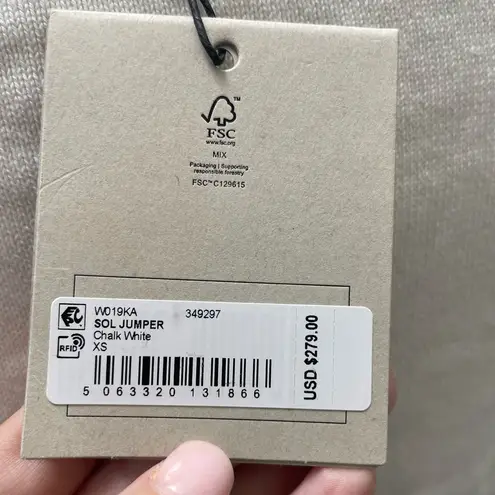 FSC™
www.fsc.org
MIX
Packaging | Supporting
responsible forestry
FSC™ C129615
W019KA 349297
SOL JUMPER
Chalk White
XS
RFID
5 063320 131866
USD $279.00